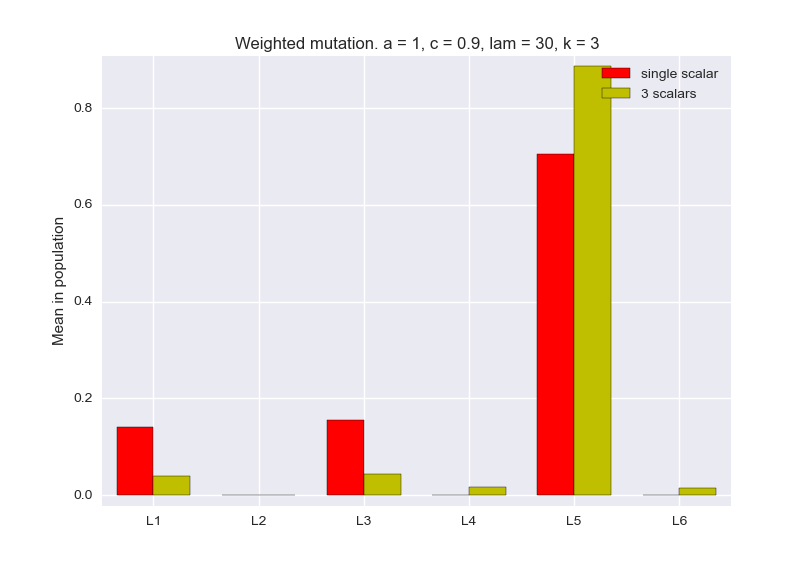 Weighted mutation. a = 1, c = 0.9, lam = 30, k = 3
single scalar
3 scalars
Mean in population
0.8
0.6
0.4
0.2
0.0
L1 L2 L3 L4 L5 L6